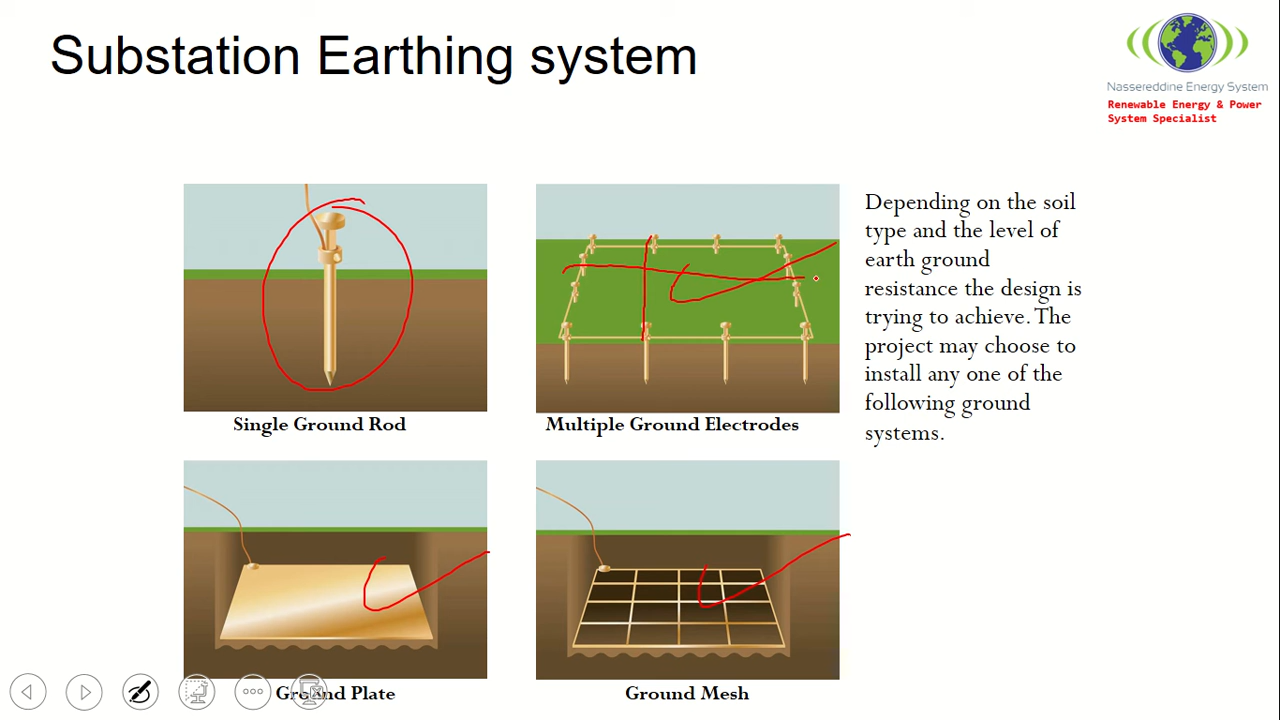 Substation Earthing system
Nassereddine Energy System
Renewable Energy & Power
System Specialist
Single Ground Rod
Multiple Ground Electrodes
Depending on the soil
type and the level of
earth ground
resistance the design is
trying to achieve. The
project may choose to
install any one of the
following ground
systems.
Ground Plate
Ground Mesh